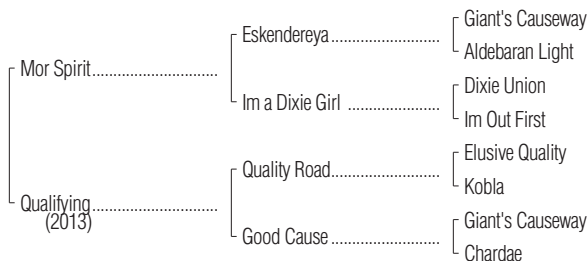 Giant's Causeway
Eskendereya
Aldebaran Light
Mor Spirit
Dixie Union
Im a Dixie Girl
Im Out First
Elusive Quality
Quality Road
Kobla
Qualifying
(2013)
Giant's Causeway
Good Cause
Chardae